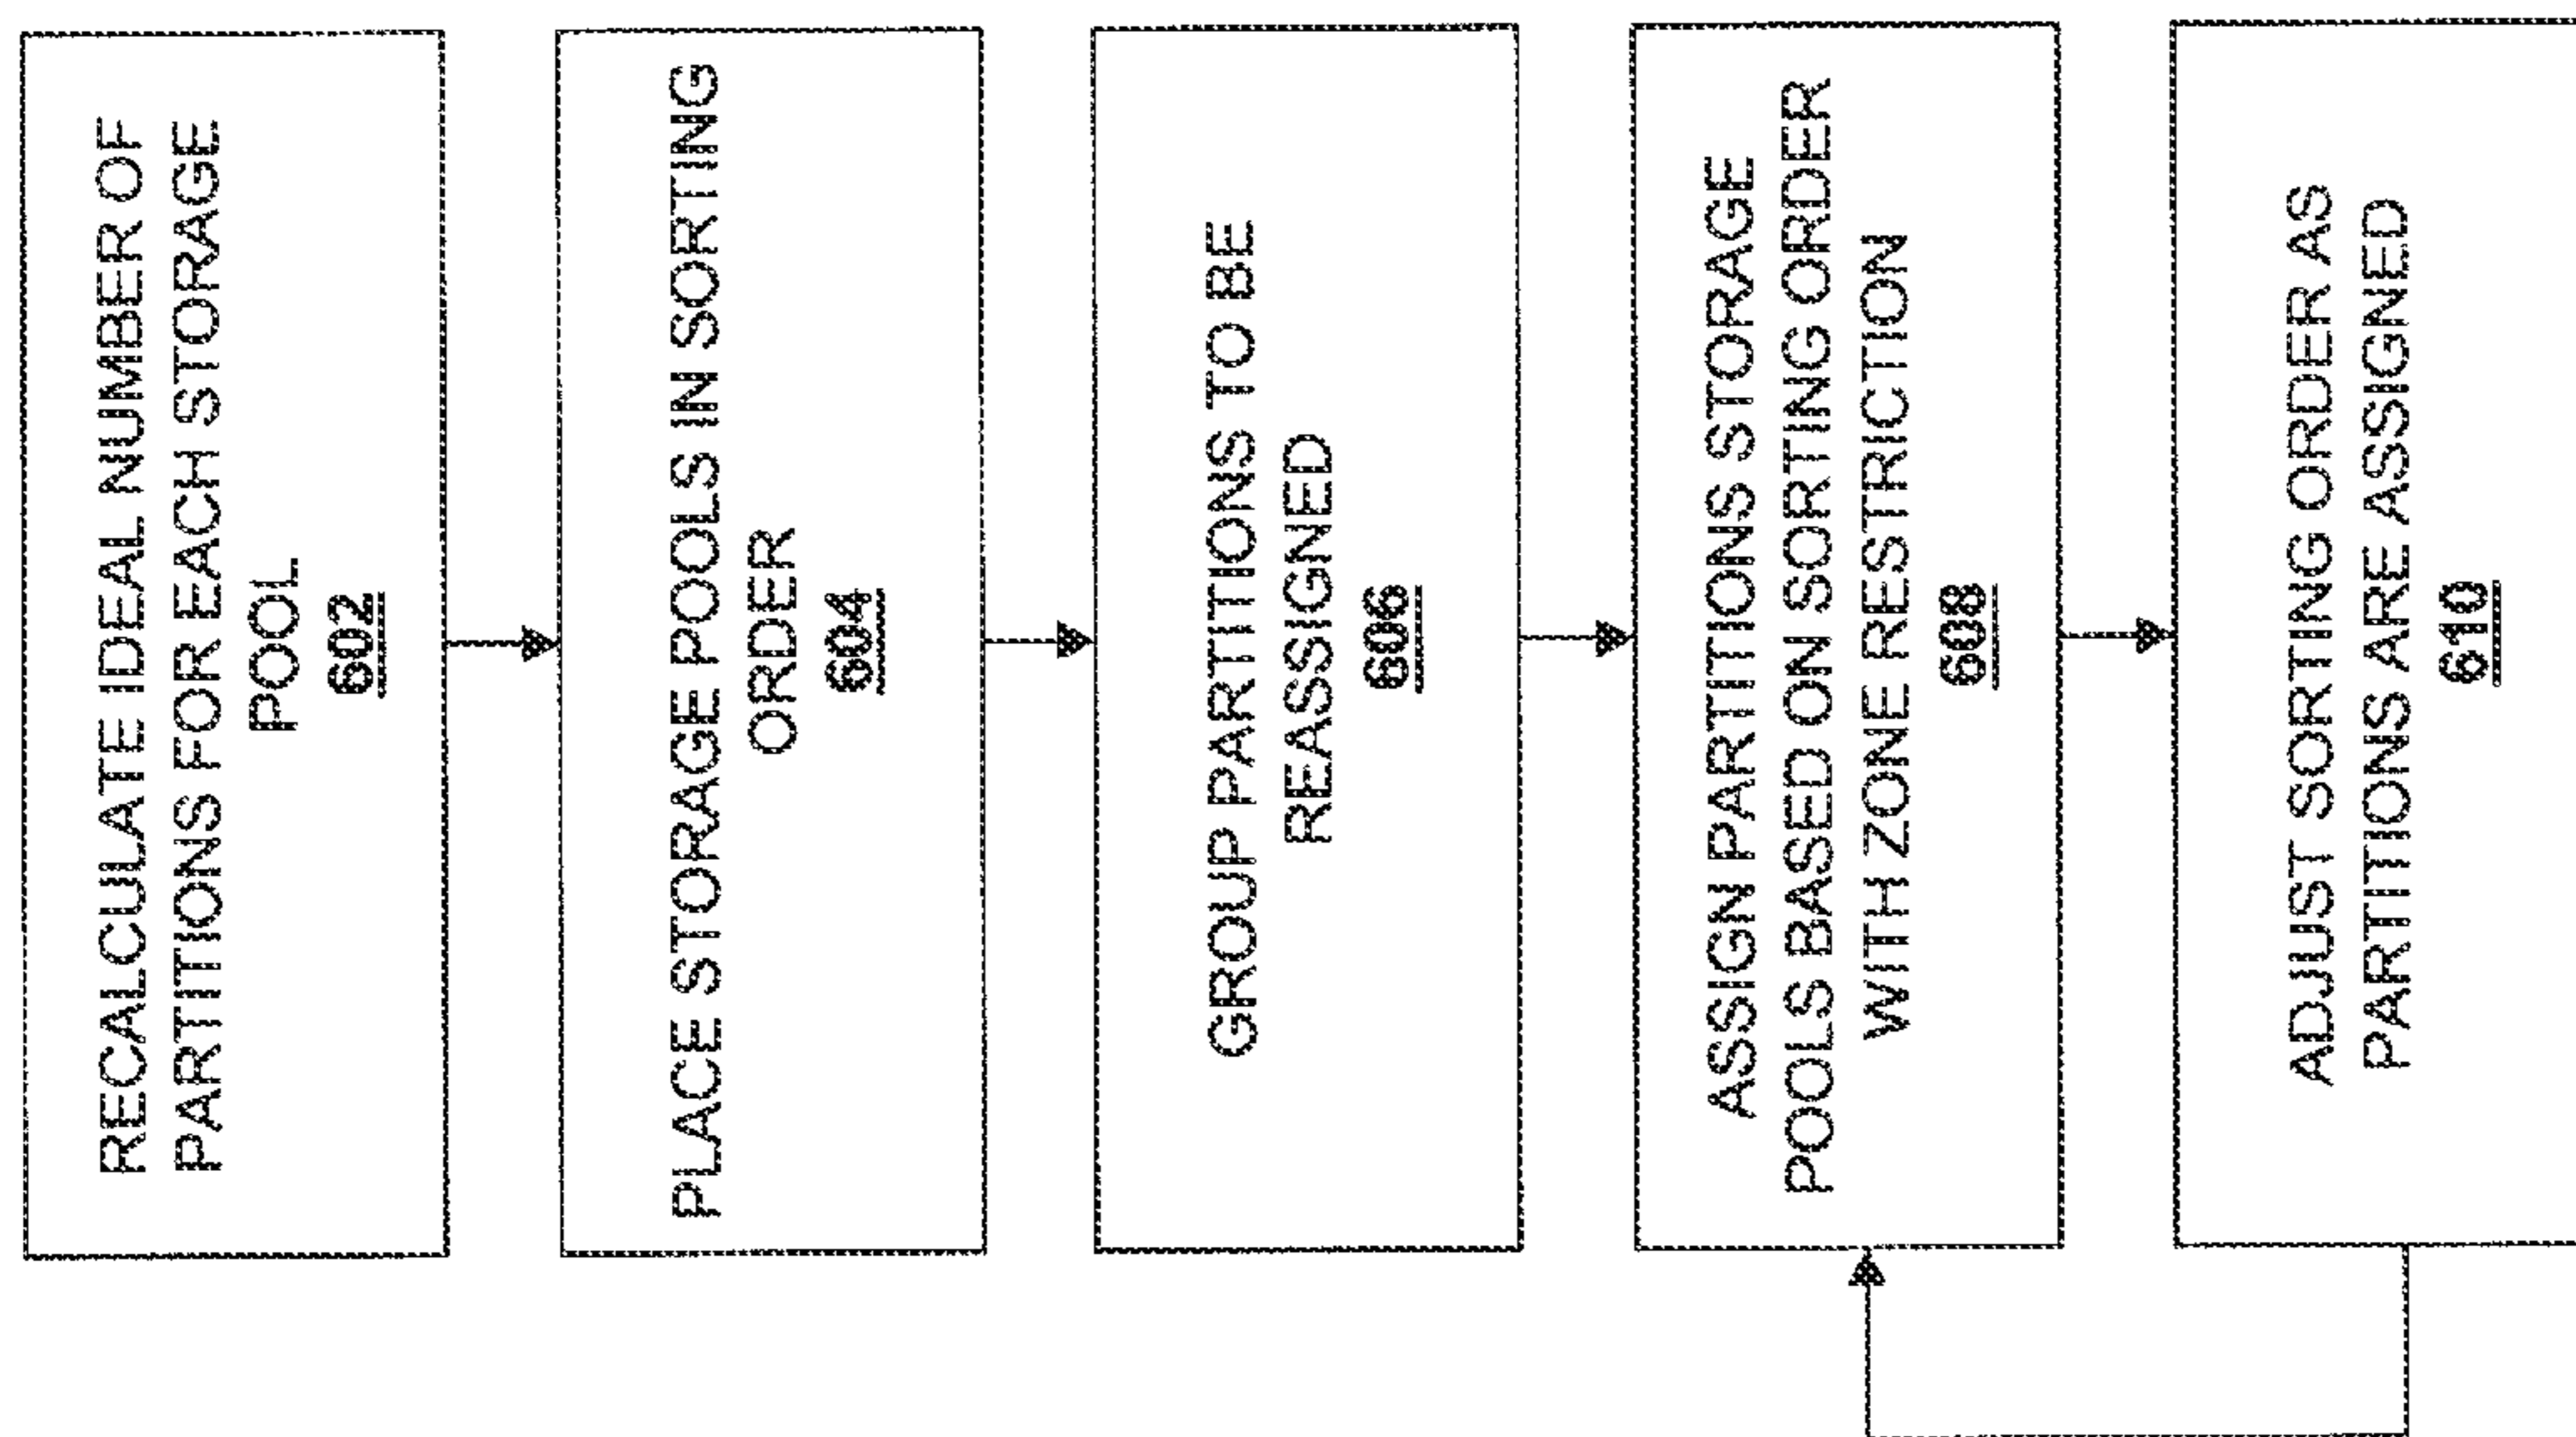 RECALCULATE IDEAL NUMBER OF
PARTITIONS FOR EACH STORAGE
POOL
602
PLACE STORAGE POOLS IN SORTING
ORDER
604
GROUP PARTITIONS TO BE
REASSIGNED
606
ASSIGN PARTITIONS STORAGE
POOLS BASED ON SORTING ORDER
WITH ZONE RESTRICTION
608
ADJUST SORTING ORDER AS
PARTITIONS ARE ASSIGNED
610